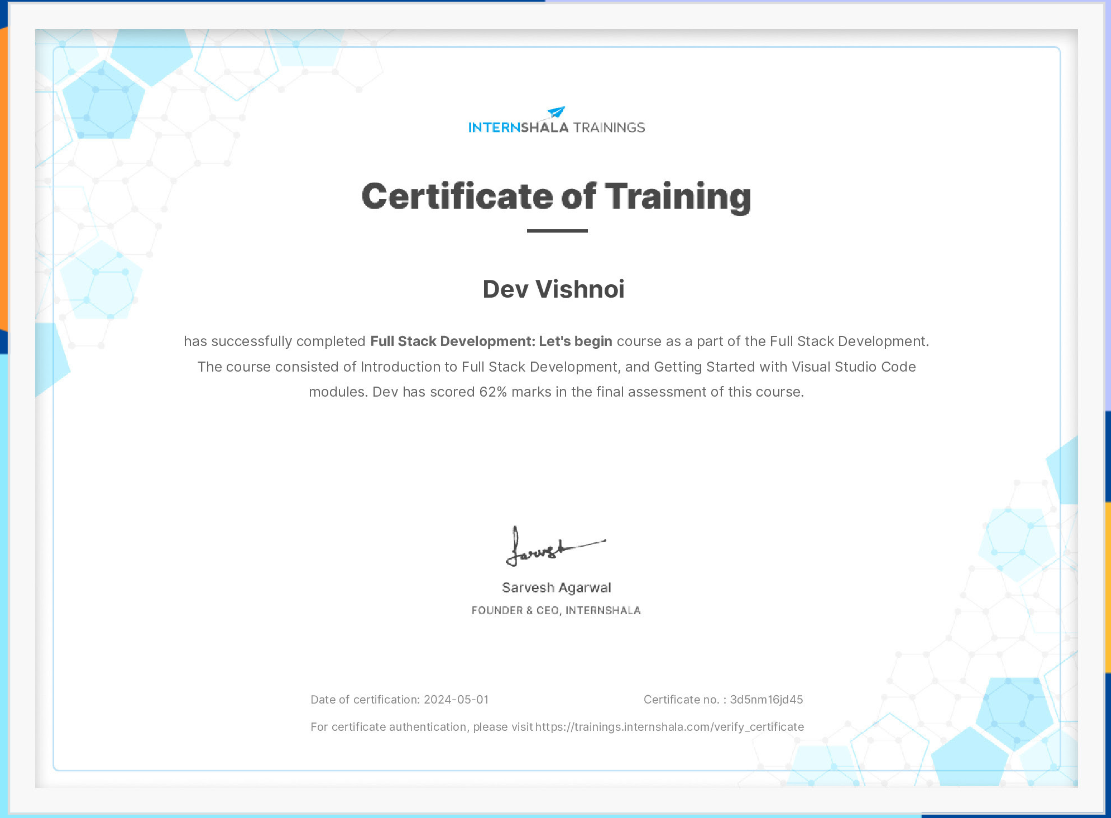 INTERNSHALA TRAININGS
Certificate of Training
Dev Vishnoi
has successfully completed Full Stack Development: Let's begin course as a part of the Full Stack Development.
The course consisted of Introduction to Full Stack Development, and Getting Started with Visual Studio Code
modules. Dev has scored 62% marks in the final assessment of this course.
Sarvesh
Sarvesh Agarwal
FOUNDER & CEO, INTERNSHALA
Date of certification: 2024-05-01 Certificate no. : 3d5nm16jd45
For certificate authentication, please visit https://trainings.internshala.com/verify_certificate